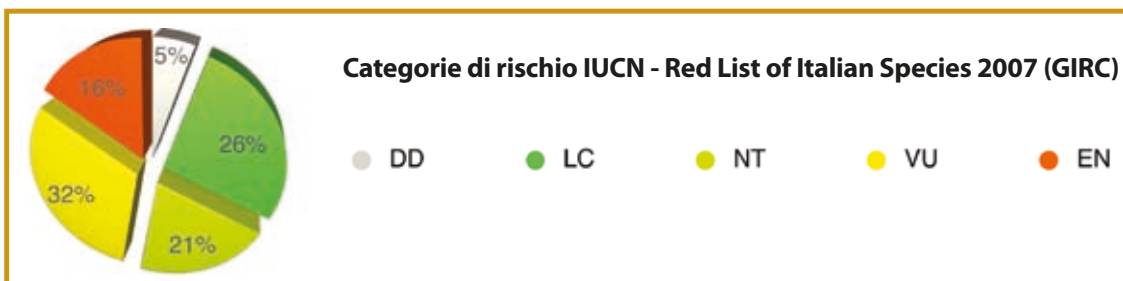 Categorie di rischio IUCN - Red List of Italian Species 2007 (GIRC)
5%
16%
26%
32%
21%
DD LC NT VU EN